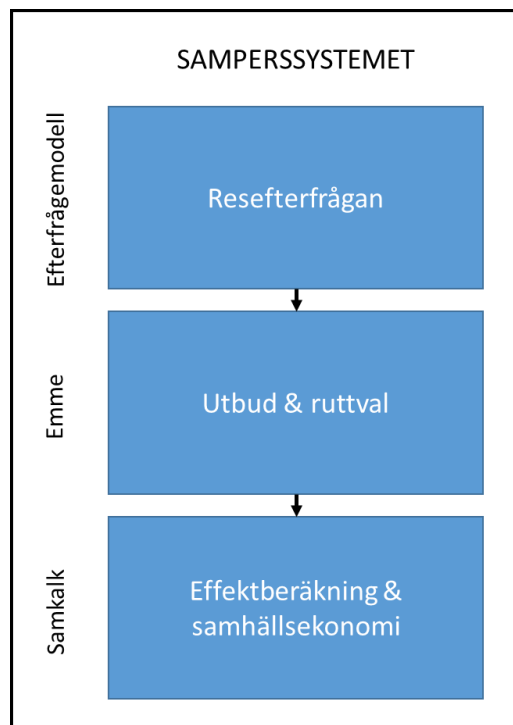 SAMPERSSYSTEMET
Efterfrågemodell
Resefterfrågan
Emme
Utbud & ruttval
Samkalk
Effektberäkning &
samhällsekonomi